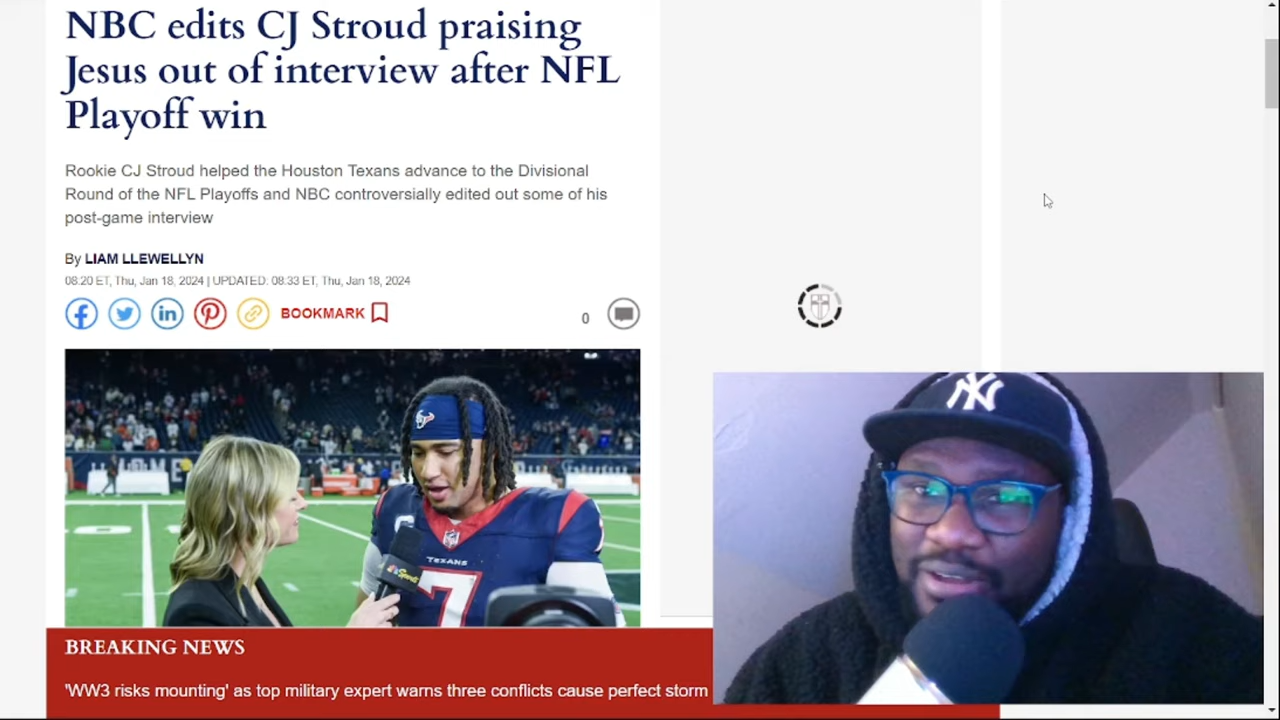 NBC edits CJ Stroud praising
Jesus out of interview after NFL
Playoff win
Rookie CJ Stroud helped the Houston Texans advance to the Divisional
Round of the NFL Playoffs and NBC controversially edited out some of his
post-game interview
By LIAM LLEWELLYN
08:20 ET, Thu, Jan 18, 2024 | UPDATED: 08:33 ET, Thu, Jan 18, 2024
BOOKMARK
0
NY
TEXANS
7
BREAKING NEWS
'WW3 risks mounting' as top military expert warns three conflicts cause perfect storm